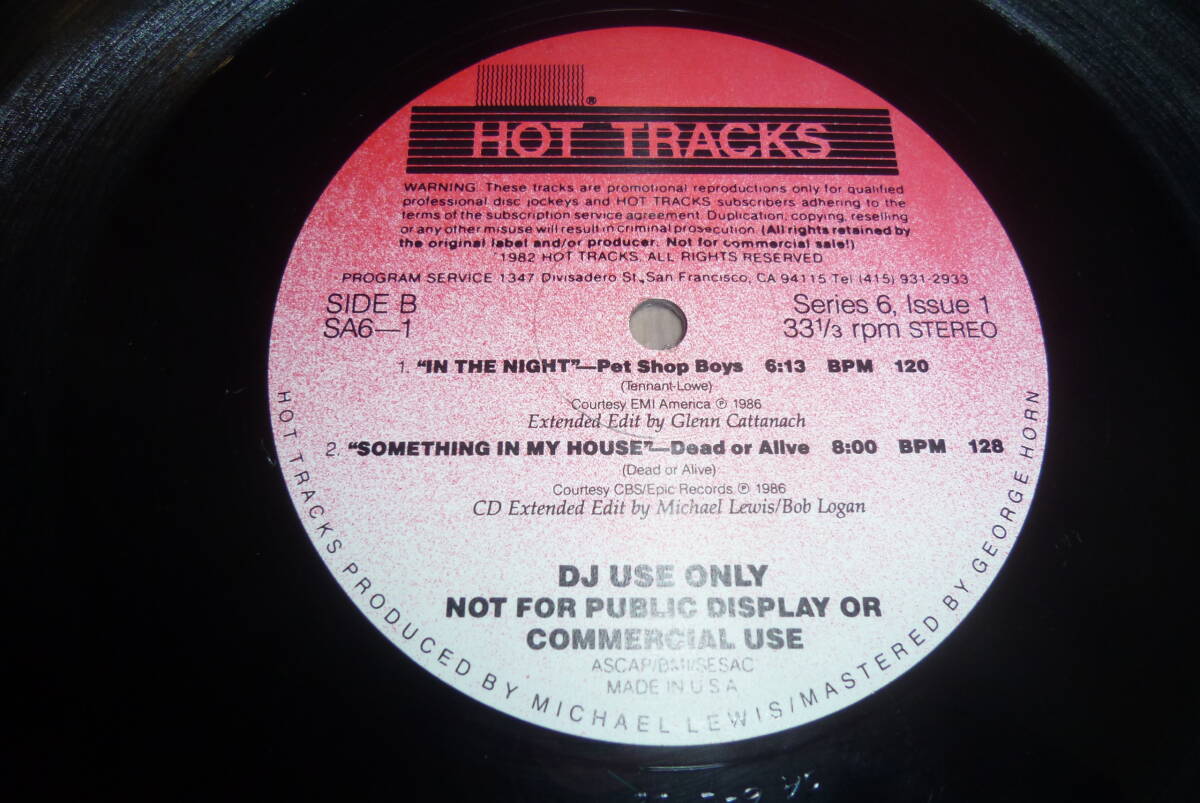 ®
HOT TRACKS
WARNING: These tracks are promotional reproductions only for qualified
professional disc jockeys and HOT TRACKS subscribers adhering to the
terms of the subscription service agreement. Duplication, copying, reselling
or any other misuse will result in criminal prosecution. (All rights retained by
the original label and/or producer. Not for commercial sale!)
©1982 HOT TRACKS. ALL RIGHTS RESERVED
PROGRAM SERVICE 1347 Divisadero St., San Francisco, CA 94115 Tel (415) 931-2933
SIDE B
Series 6, Issue 1
SA6—1
33 1/3 rpm STEREO
1. "IN THE NIGHT"—Pet Shop Boys 6:13 BPM 120
(Tennant-Lowe)
Courtesy EMI America ℗ 1986
Extended Edit by Glenn Cattanach
2. "SOMETHING IN MY HOUSE"—Dead or Alive 8:00 BPM 128
(Dead or Alive)
Courtesy CBS/Epic Records ℗ 1986
CD Extended Edit by Michael Lewis/Bob Logan
DJ USE ONLY
NOT FOR PUBLIC DISPLAY OR
COMMERCIAL USE
ASCAP/BMI/SESAC
MADE IN U.S.A
HOT TRACKS PRODUCED BY MICHAEL LEWIS/MASTERED BY GEORGE HORN